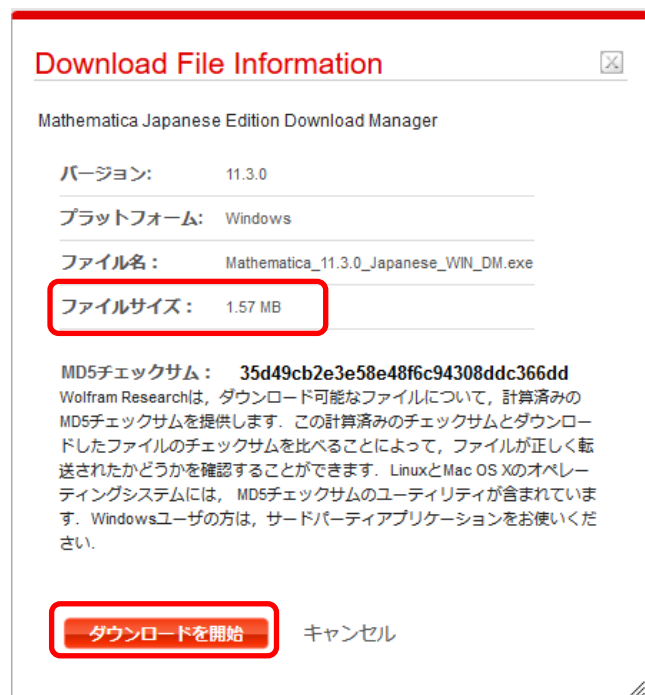 Download File Information
Mathematica Japanese Edition Download Manager
バージョン: 11.3.0
プラットフォーム: Windows
ファイル名： Mathematica_11.3.0_Japanese_WIN_DM.exe
ファイルサイズ： 1.57 MB
MD5チェックサム： 35d49cb2e3e58e48f6c94308ddc366dd
Wolfram Researchは，ダウンロード可能なファイルについて，計算済みの
MD5チェックサムを提供します．この計算済みのチェックサムとダウンロー
ドしたファイルのチェックサムを比べることによって，ファイルが正しく転
送されたかどうかを確認することができます．LinuxとMac OS Xのオペレー
ティングシステムには， MD5チェックサムのユーティリティが含まれていま
す．Windowsユーザの方は，サードパーティアプリケーションをお使いくだ
さい．
ダウンロードを開始 キャンセル